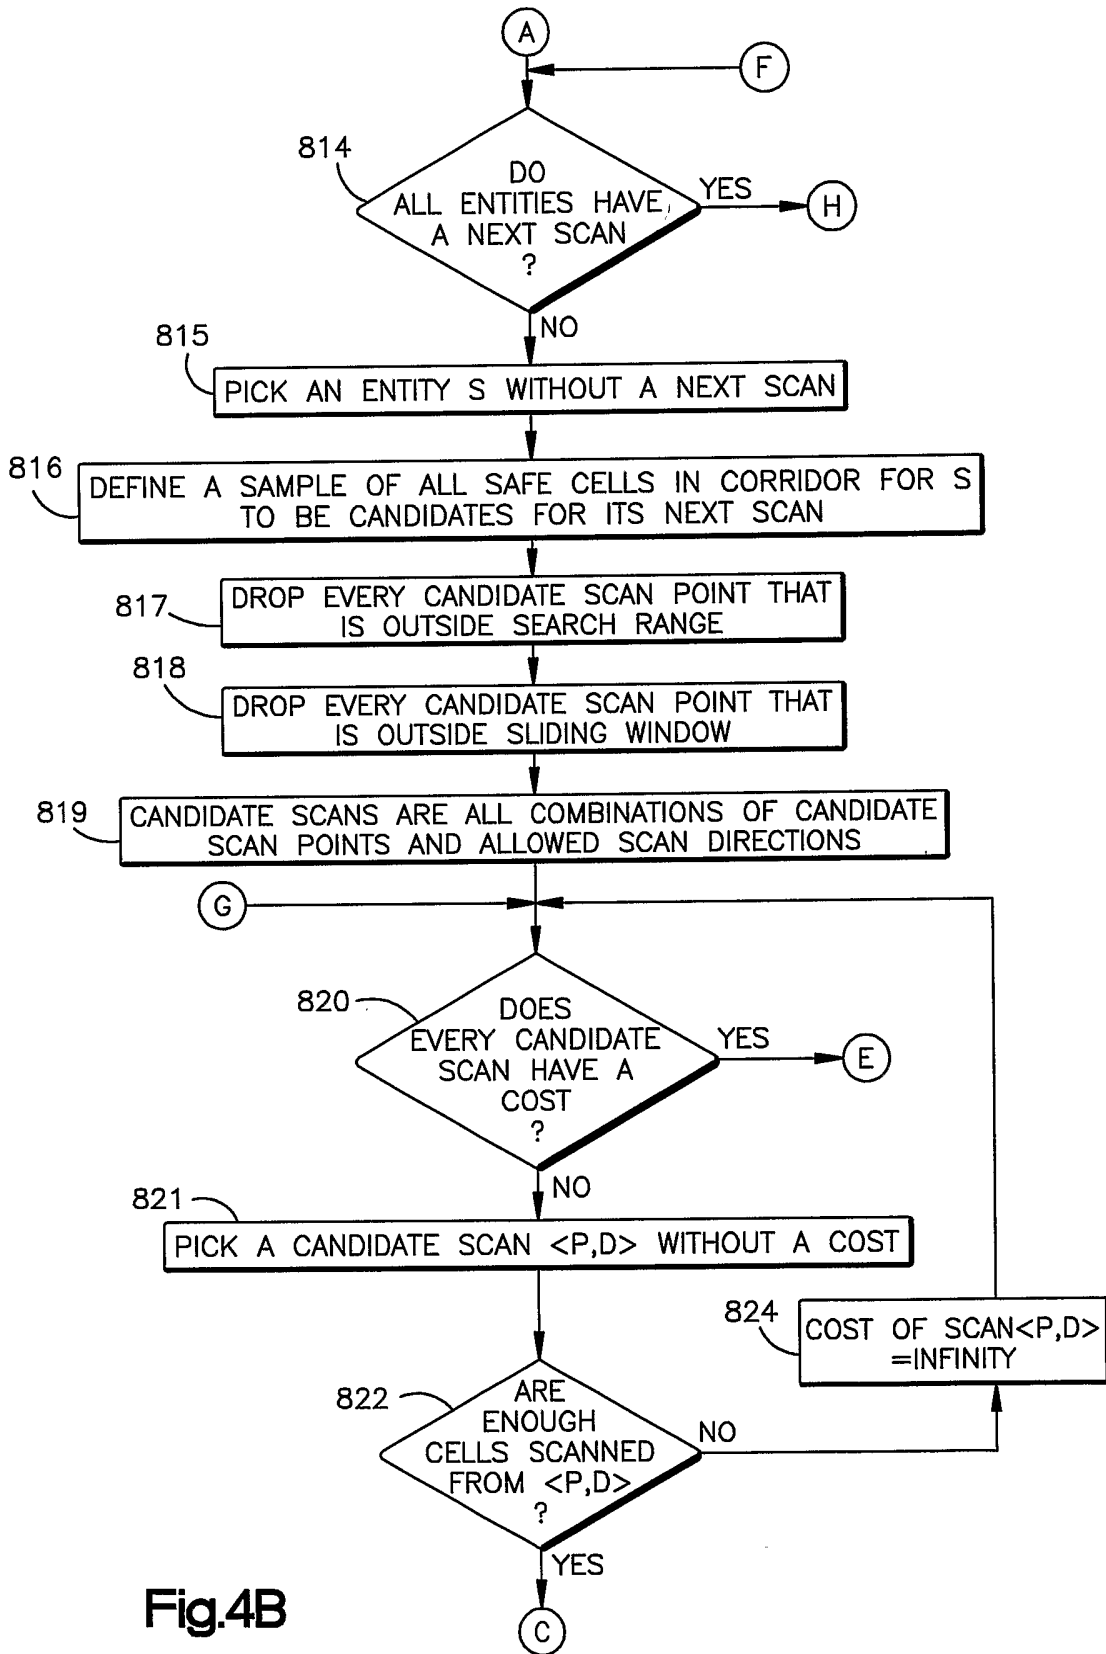 A
F
814
DO
ALL ENTITIES HAVE
A NEXT SCAN
?
YES
H
NO
815
PICK AN ENTITY S WITHOUT A NEXT SCAN
816
DEFINE A SAMPLE OF ALL SAFE CELLS IN CORRIDOR FOR S
TO BE CANDIDATES FOR ITS NEXT SCAN
817
DROP EVERY CANDIDATE SCAN POINT THAT
IS OUTSIDE SEARCH RANGE
818
DROP EVERY CANDIDATE SCAN POINT THAT
IS OUTSIDE SLIDING WINDOW
819
CANDIDATE SCANS ARE ALL COMBINATIONS OF CANDIDATE
SCAN POINTS AND ALLOWED SCAN DIRECTIONS
G
820
DOES
EVERY CANDIDATE
SCAN HAVE A
COST
?
YES
E
NO
821
PICK A CANDIDATE SCAN <P,D> WITHOUT A COST
824
COST OF SCAN<P,D>
=INFINITY
822
ARE
ENOUGH
CELLS SCANNED
FROM <P,D>
?
NO
YES
C
Fig.4B